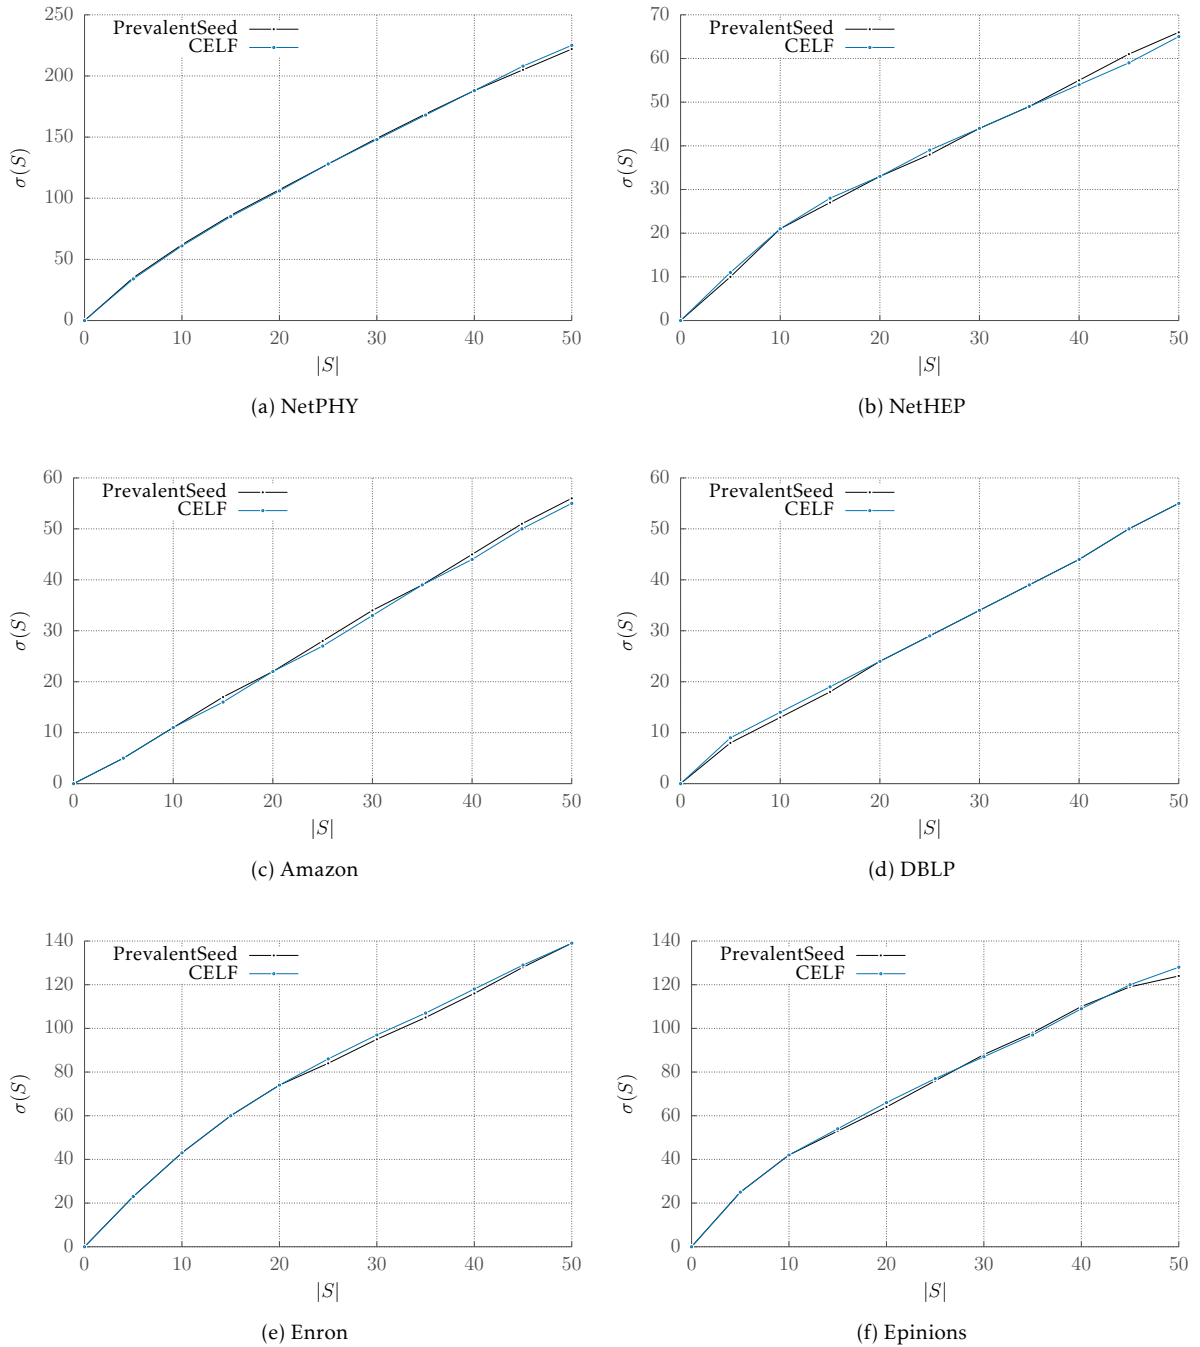 PrevalentSeed
CELF
250
200
150
100
50
0
σ(S)
0 10 20 30 40 50
|S|
(a) NetPHY
PrevalentSeed
CELF
70
60
50
40
30
20
10
0
σ(S)
0 10 20 30 40 50
|S|
(b) NetHEP
PrevalentSeed
CELF
60
50
40
30
20
10
0
σ(S)
0 10 20 30 40 50
|S|
(c) Amazon
PrevalentSeed
CELF
60
50
40
30
20
10
0
σ(S)
0 10 20 30 40 50
|S|
(d) DBLP
PrevalentSeed
CELF
140
120
100
80
60
40
20
0
σ(S)
0 10 20 30 40 50
|S|
(e) Enron
PrevalentSeed
CELF
140
120
100
80
60
40
20
0
σ(S)
0 10 20 30 40 50
|S|
(f) Epinions